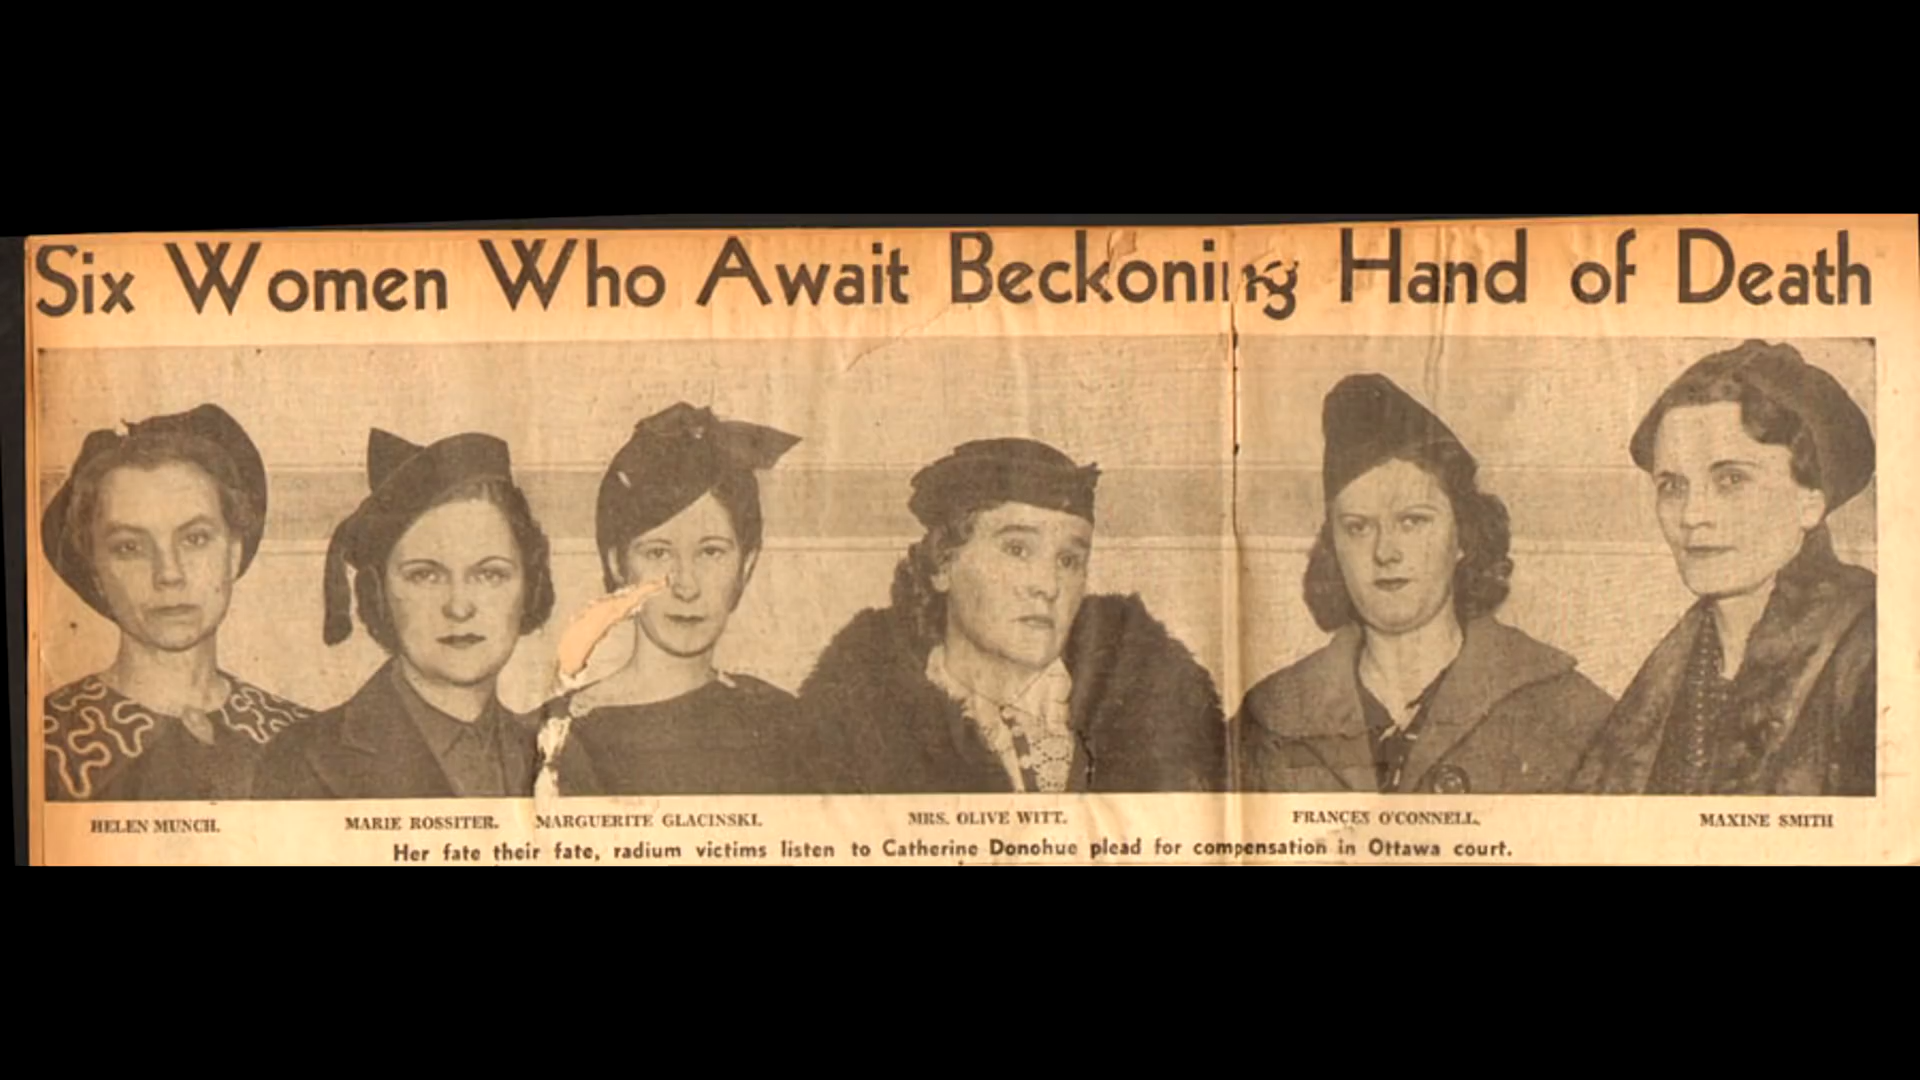 Six Women Who Await Beckoning Hand of Death
HELEN MUNCH. MARIE ROSSITER. MARGUERITE GLACINSKI. MRS. OLIVE WITT. FRANCES O'CONNELL. MAXINE SMITH
Her fate their fate, radium victims listen to Catherine Donohue plead for compensation in Ottawa court.